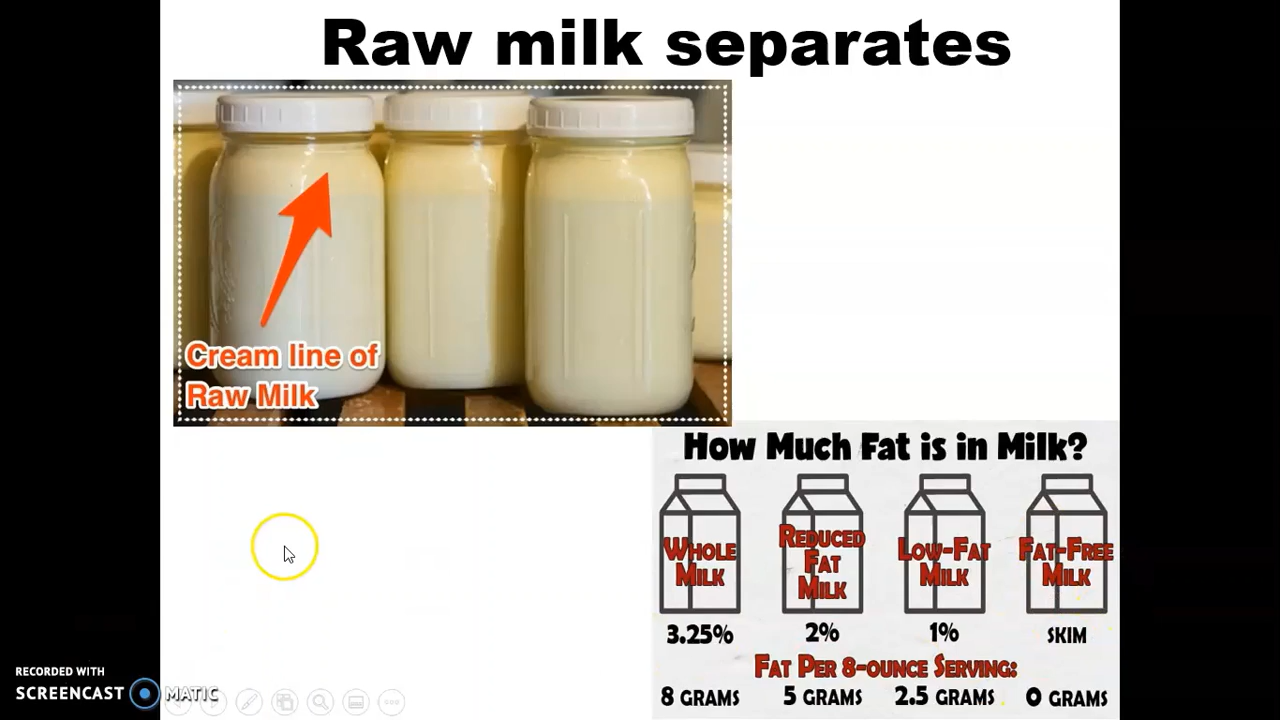 Raw milk separates
Cream line of
Raw Milk
How Much Fat is in Milk?
Whole
Milk
Reduced
Fat
Milk
Low-Fat
Milk
Fat-Free
Milk
3.25% 2% 1% SKIM
Fat Per 8-ounce Serving:
8 GRAMS 5 GRAMS 2.5 GRAMS 0 GRAMS
RECORDED WITH
SCREENCAST MATIC